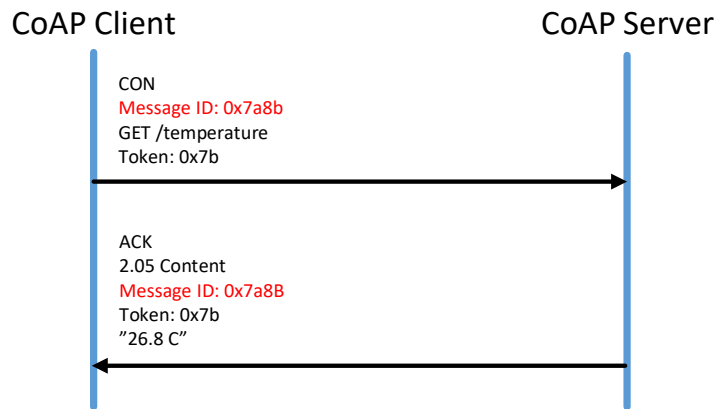 CoAP Client
CoAP Server
CON
Message ID: 0x7a8b
GET /temperature
Token: 0x7b
ACK
2.05 Content
Message ID: 0x7a8B
Token: 0x7b
”26.8 C”